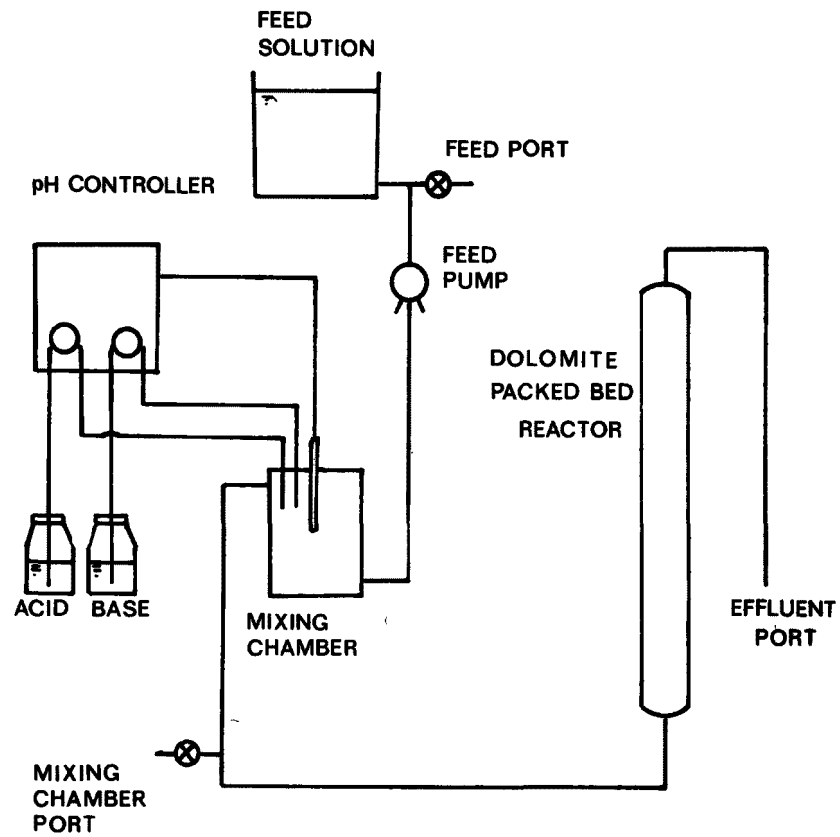 FEED
SOLUTION
FEED PORT
pH CONTROLLER
FEED
PUMP
DOLOMITE
PACKED BED
REACTOR
ACID
BASE
MIXING
CHAMBER
EFFLUENT
PORT
MIXING
CHAMBER
PORT